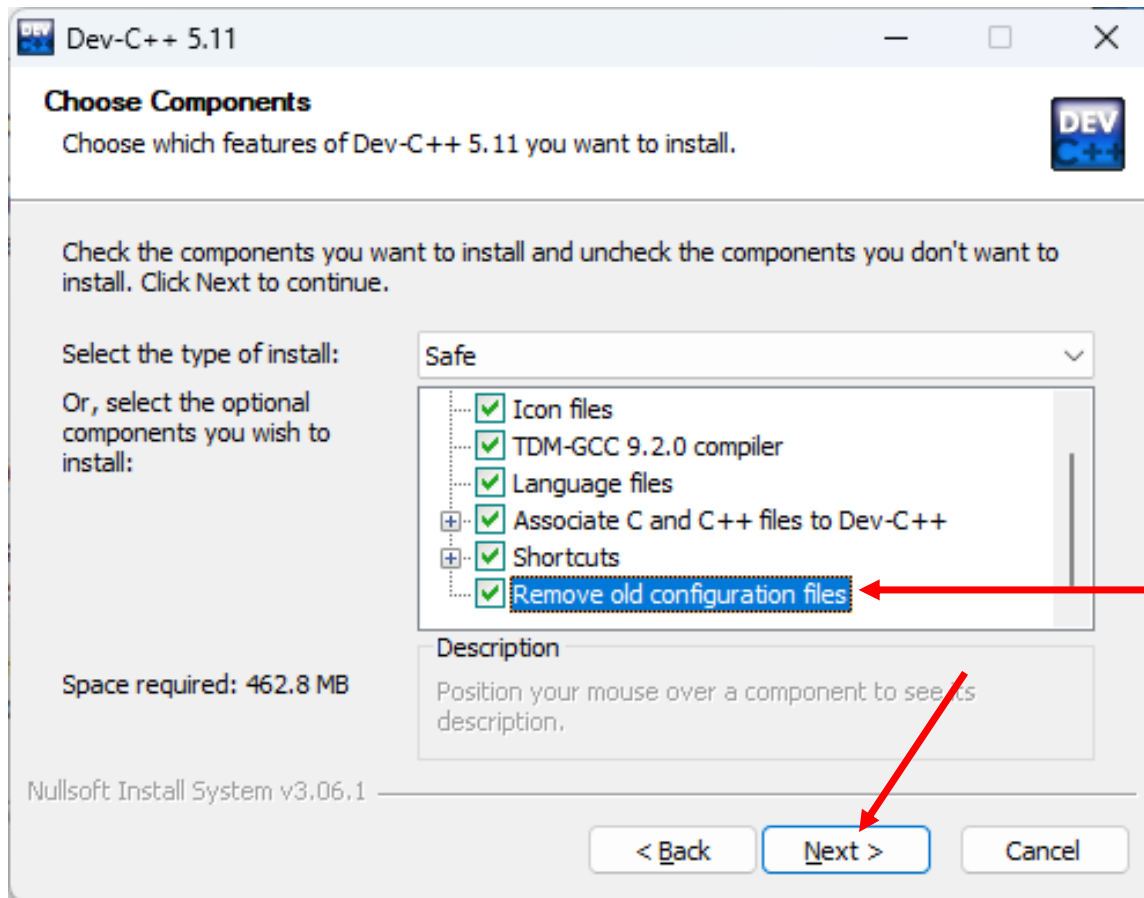 DEV C++
Dev-C++ 5.11
Choose Components
Choose which features of Dev-C++ 5.11 you want to install.
DEV
C++
Check the components you want to install and uncheck the components you don't want to
install. Click Next to continue.
Select the type of install:
Safe
Or, select the optional
components you wish to
install:
Icon files
TDM-GCC 9.2.0 compiler
Language files
Associate C and C++ files to Dev-C++
Shortcuts
Remove old configuration files
Space required: 462.8 MB
Description
Position your mouse over a component to see its
description.
Nullsoft Install System v3.06.1
< Back
Next >
Cancel